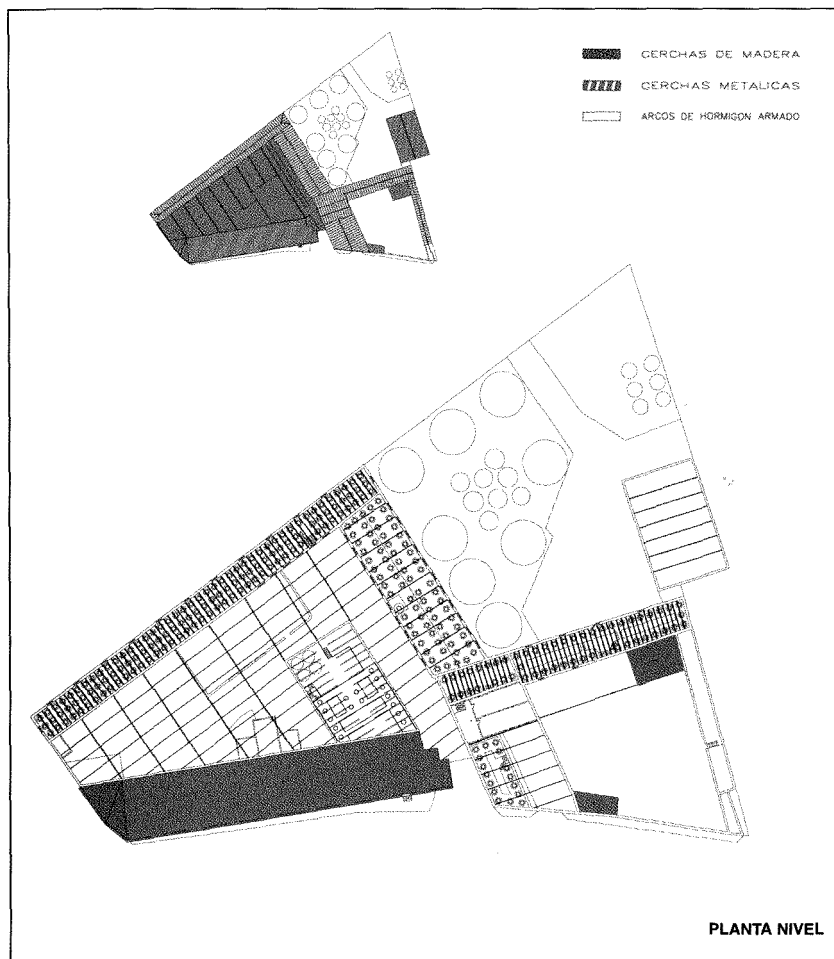 CERCHAS DE MADERA
CERCHAS METALICAS
ARCOS DE HORMIGON ARMADO
PLANTA NIVEL